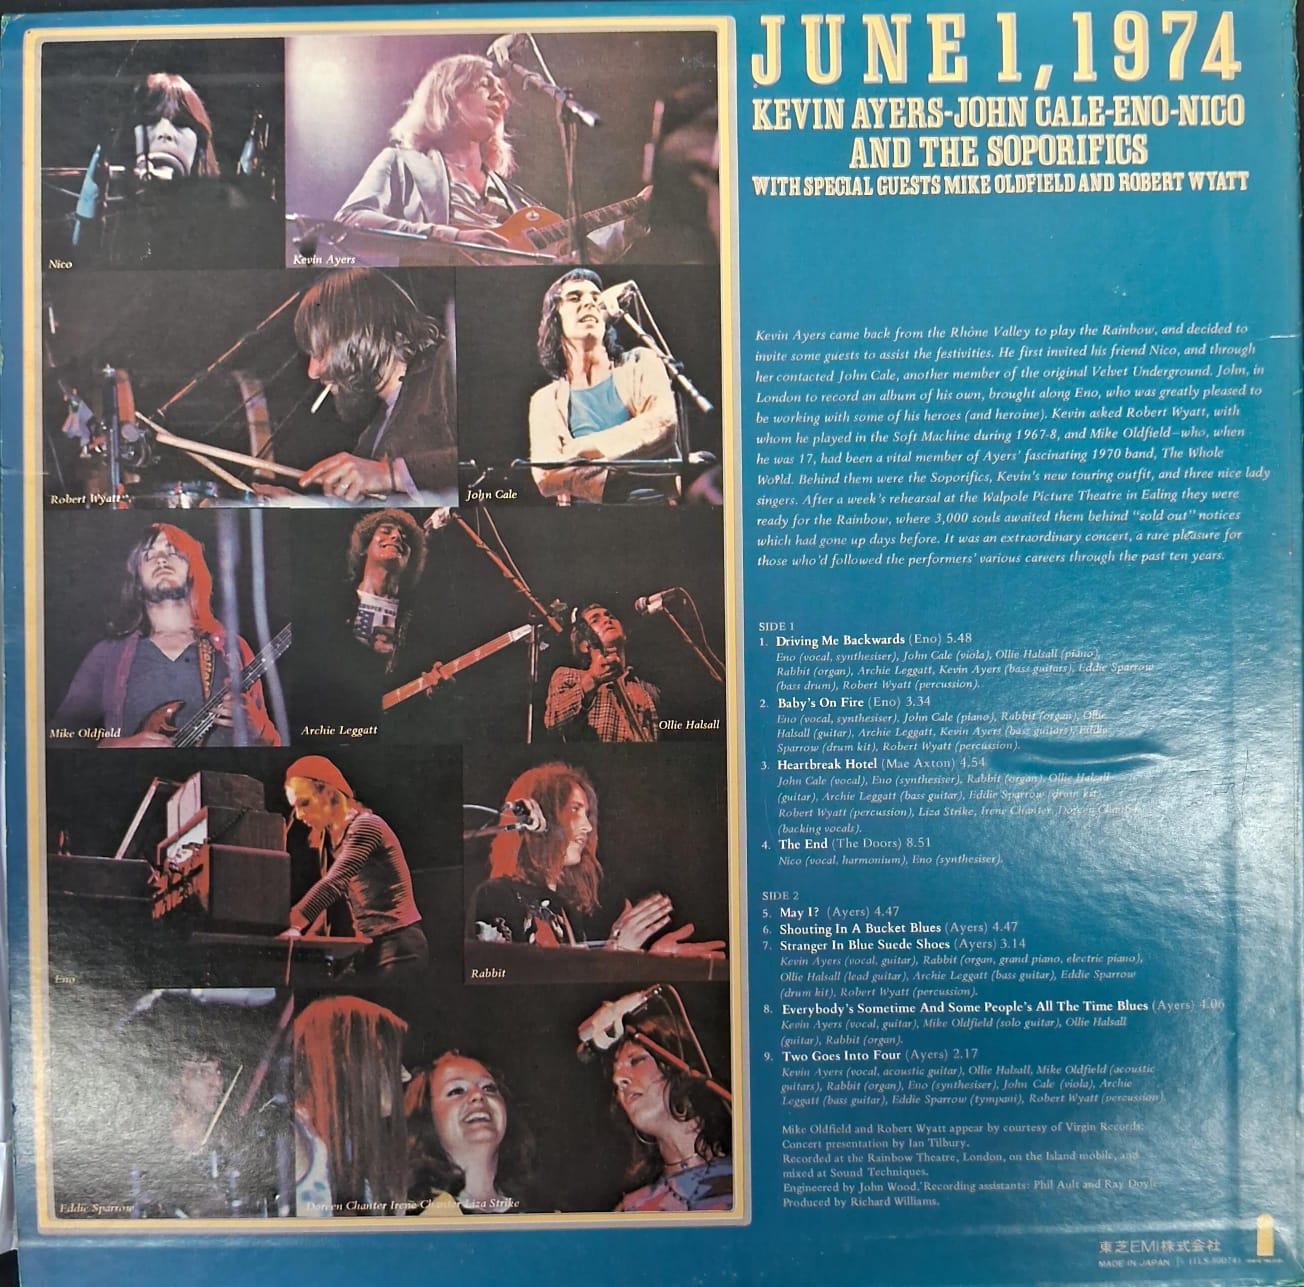 JUNE 1, 1974
KEVIN AYERS-JOHN CALE-ENO-NICO
AND THE SOPORIFICS
WITH SPECIAL GUESTS MIKE OLDFIELD AND ROBERT WYATT
Nico
Kevin Ayers
Robert Wyatt
John Cale
Mike Oldfield
Archie Leggatt
Ollie Halsall
Eno
Rabbit
Eddie Sparrow
Doreen Chanter Irene Chanter Liza Strike
Kevin Ayers came back from the Rhône Valley to play the Rainbow, and decided to
invite some guests to assist the festivities. He first invited his friend Nico, and through
her contacted John Cale, another member of the original Velvet Underground. John, in
London to record an album of his own, brought along Eno, who was greatly pleased to
be working with some of his heroes (and heroine). Kevin asked Robert Wyatt, with
whom he played in the Soft Machine during 1967-8, and Mike Oldfield—who, when
he was 17, had been a vital member of Ayers' fascinating 1970 band, The Whole
World. Behind them were the Soporifics, Kevin's new touring outfit, and three nice lady
singers. After a week's rehearsal at the Walpole Picture Theatre in Ealing they were
ready for the Rainbow, where 3,000 souls awaited them behind "sold out" notices
which had gone up days before. It was an extraordinary concert, a rare pleasure for
those who'd followed the performers' various careers through the past ten years.
SIDE 1
1. Driving Me Backwards (Eno) 5.48
Eno (vocal, synthesiser), John Cale (viola), Ollie Halsall (piano),
Rabbit (organ), Archie Leggatt, Kevin Ayers (bass guitars), Eddie Sparrow
(bass drum), Robert Wyatt (percussion).
2. Baby's On Fire (Eno) 3.34
Eno (vocal, synthesiser), John Cale (piano), Rabbit (organ), Ollie
Halsall (guitar), Archie Leggatt, Kevin Ayers (bass guitars), Eddie
Sparrow (drum kit), Robert Wyatt (percussion).
3. Heartbreak Hotel (Mae Axton) 4.54
John Cale (vocal), Eno (synthesiser), Rabbit (organ), Ollie Halsall
(guitar), Archie Leggatt (bass guitar), Eddie Sparrow (drum kit),
Robert Wyatt (percussion), Liza Strike, Irene Chanter, Doreen Chanter
(backing vocals).
4. The End (The Doors) 8.51
Nico (vocal, harmonium), Eno (synthesiser).
SIDE 2
5. May I? (Ayers) 4.47
6. Shouting In A Bucket Blues (Ayers) 4.47
7. Stranger In Blue Suede Shoes (Ayers) 3.14
Kevin Ayers (vocal, guitar), Rabbit (organ, grand piano, electric piano),
Ollie Halsall (lead guitar), Archie Leggatt (bass guitar), Eddie Sparrow
(drum kit), Robert Wyatt (percussion).
8. Everybody's Sometime And Some People's All The Time Blues (Ayers) 4.06
Kevin Ayers (vocal, guitar), Mike Oldfield (solo guitar), Ollie Halsall
(guitar), Rabbit (organ).
9. Two Goes Into Four (Ayers) 2.17
Kevin Ayers (vocal, acoustic guitar), Ollie Halsall, Mike Oldfield (acoustic
guitars), Rabbit (organ), Eno (synthesiser), John Cale (viola), Archie
Leggatt (bass guitar), Eddie Sparrow (tympani), Robert Wyatt (percussion).
Mike Oldfield and Robert Wyatt appear by courtesy of Virgin Records.
Concert presentation by Ian Tilbury.
Recorded at the Rainbow Theatre, London, on the Island mobile, and
mixed at Sound Techniques.
Engineered by John Wood. Recording assistants: Phil Ault and Ray Doyle
Produced by Richard Williams.
東芝EMI株式会社
MADE IN JAPAN